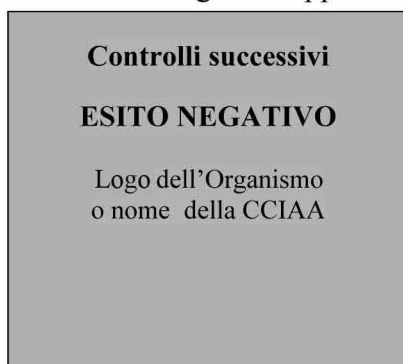 Controlli successivi
ESITO NEGATIVO
Logo dell’Organismo
o nome della CCIAA